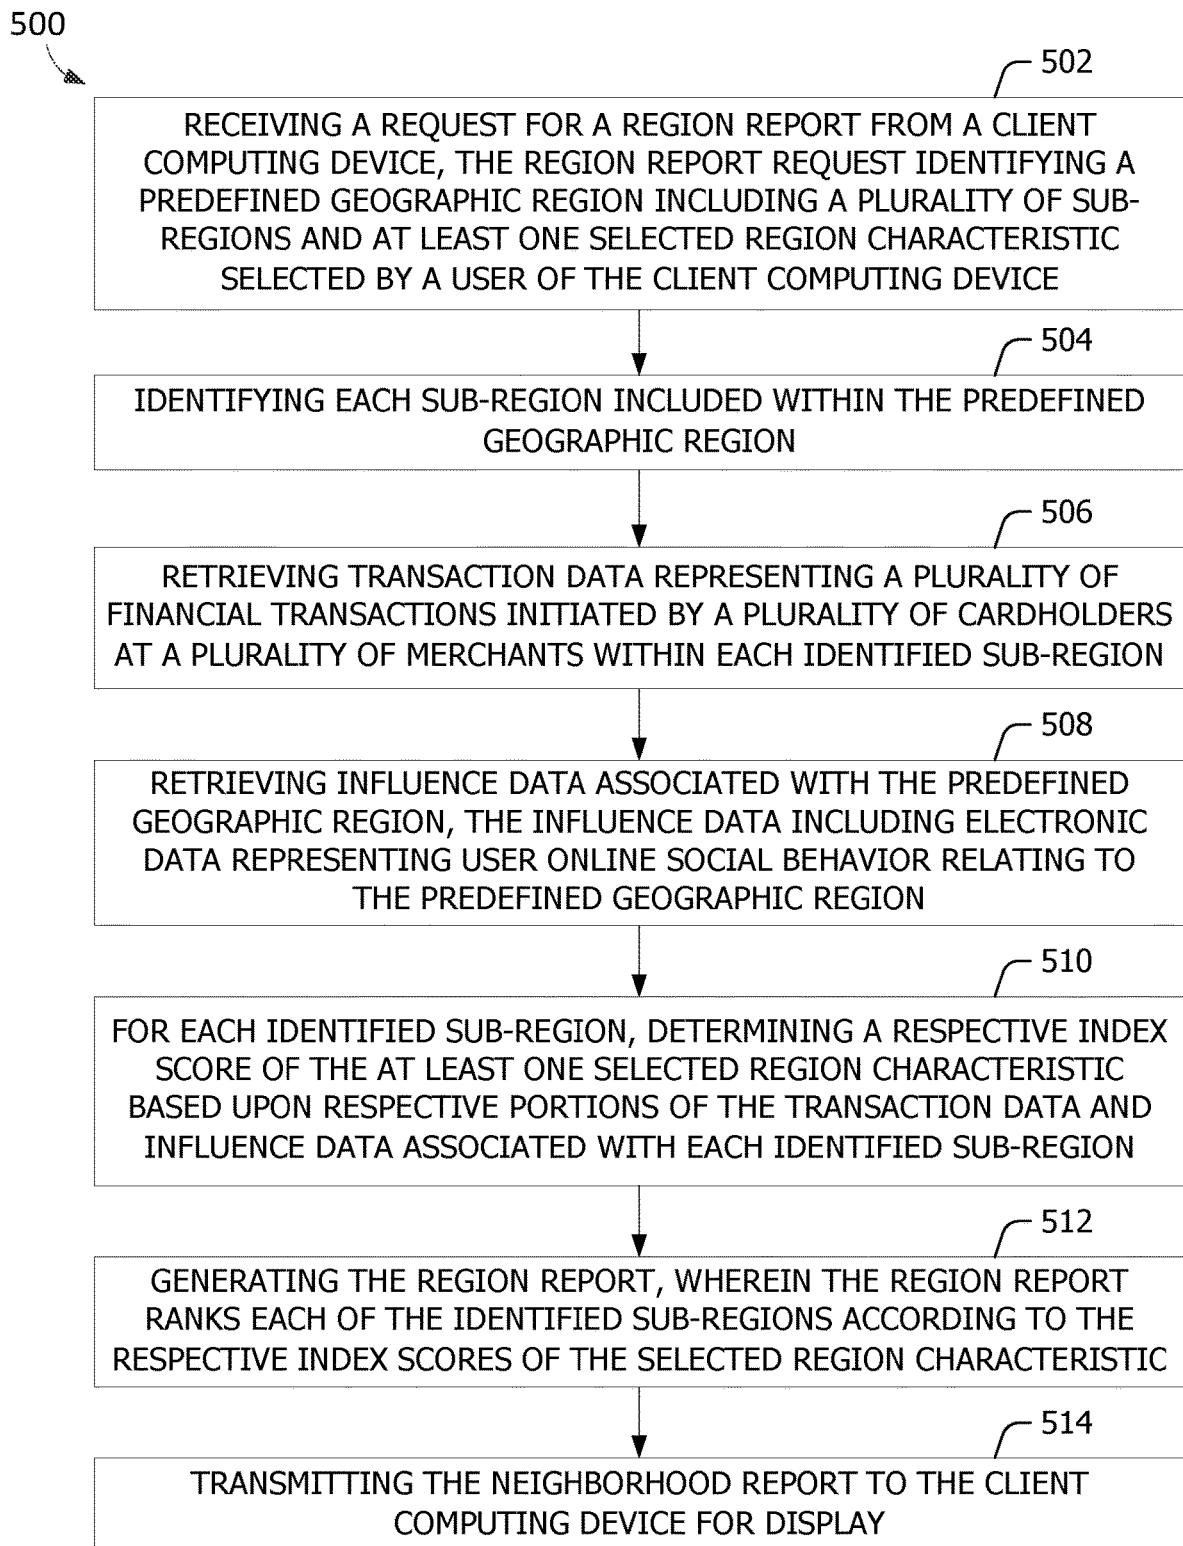 500
502
RECEIVING A REQUEST FOR A REGION REPORT FROM A CLIENT
COMPUTING DEVICE, THE REGION REPORT REQUEST IDENTIFYING A
PREDEFINED GEOGRAPHIC REGION INCLUDING A PLURALITY OF SUB-
REGIONS AND AT LEAST ONE SELECTED REGION CHARACTERISTIC
SELECTED BY A USER OF THE CLIENT COMPUTING DEVICE
504
IDENTIFYING EACH SUB-REGION INCLUDED WITHIN THE PREDEFINED
GEOGRAPHIC REGION
506
RETRIEVING TRANSACTION DATA REPRESENTING A PLURALITY OF
FINANCIAL TRANSACTIONS INITIATED BY A PLURALITY OF CARDHOLDERS
AT A PLURALITY OF MERCHANTS WITHIN EACH IDENTIFIED SUB-REGION
508
RETRIEVING INFLUENCE DATA ASSOCIATED WITH THE PREDEFINED
GEOGRAPHIC REGION, THE INFLUENCE DATA INCLUDING ELECTRONIC
DATA REPRESENTING USER ONLINE SOCIAL BEHAVIOR RELATING TO
THE PREDEFINED GEOGRAPHIC REGION
510
FOR EACH IDENTIFIED SUB-REGION, DETERMINING A RESPECTIVE INDEX
SCORE OF THE AT LEAST ONE SELECTED REGION CHARACTERISTIC
BASED UPON RESPECTIVE PORTIONS OF THE TRANSACTION DATA AND
INFLUENCE DATA ASSOCIATED WITH EACH IDENTIFIED SUB-REGION
512
GENERATING THE REGION REPORT, WHEREIN THE REGION REPORT
RANKS EACH OF THE IDENTIFIED SUB-REGIONS ACCORDING TO THE
RESPECTIVE INDEX SCORES OF THE SELECTED REGION CHARACTERISTIC
514
TRANSMITTING THE NEIGHBORHOOD REPORT TO THE CLIENT
COMPUTING DEVICE FOR DISPLAY